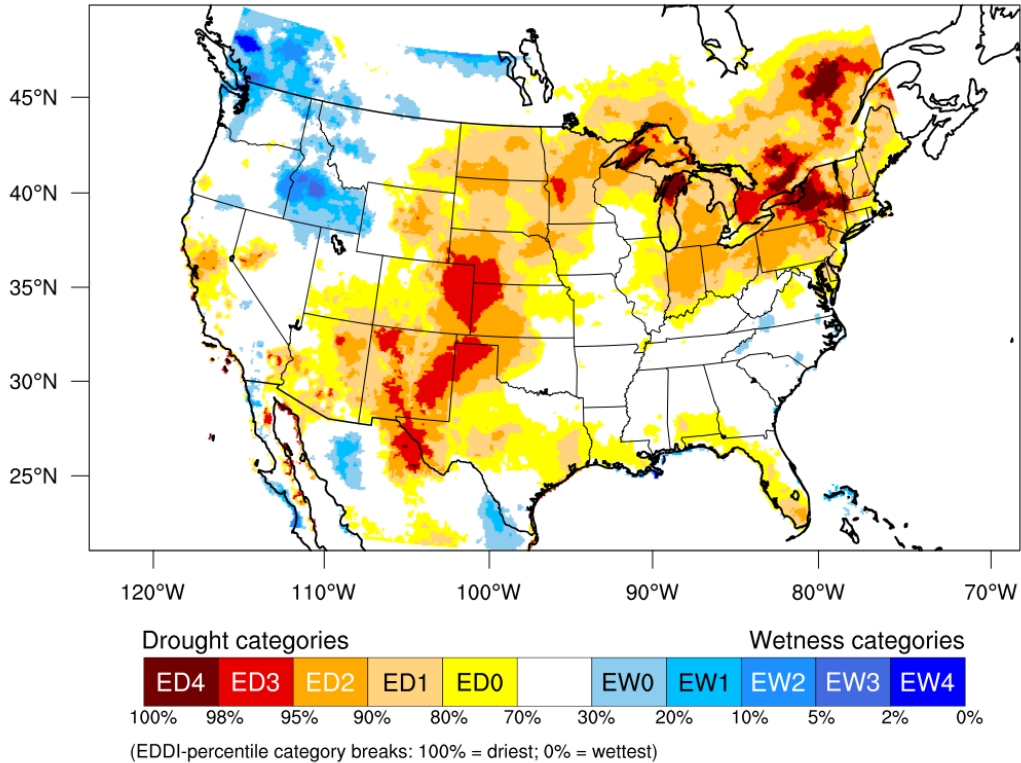 45°N
40°N
35°N
30°N
25°N
120°W 110°W 100°W 90°W 80°W 70°W
Drought categories Wetness categories
ED4 ED3 ED2 ED1 ED0 EW0 EW1 EW2 EW3 EW4
100% 98% 95% 90% 80% 70% 30% 20% 10% 5% 2% 0%
(EDDI-percentile category breaks: 100% = driest; 0% = wettest)